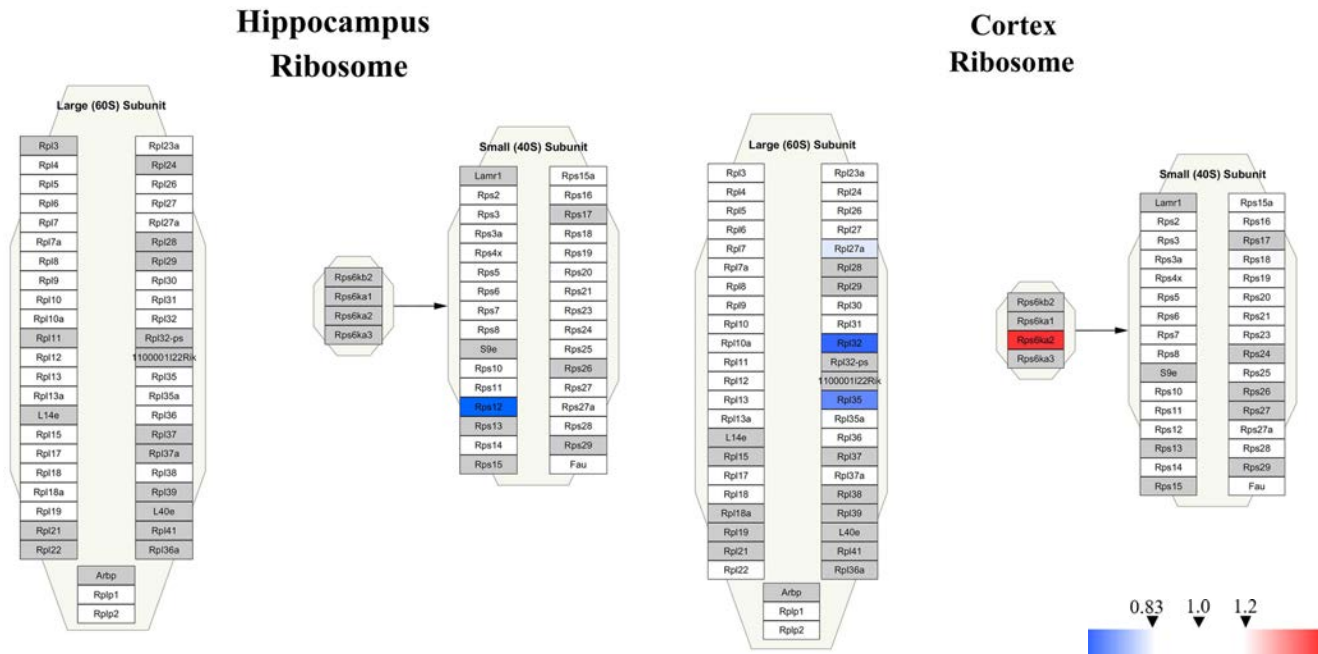 Hippocampus
Ribosome
Large (60S) Subunit
Rpl3
Rpl4
Rpl5
Rpl6
Rpl7
Rpl7a
Rpl8
Rpl9
Rpl10
Rpl10a
Rpl11
Rpl12
Rpl13
Rpl13a
L14e
Rpl15
Rpl17
Rpl18
Rpl18a
Rpl19
Rpl21
Rpl22
Rpl23a
Rpl24
Rpl26
Rpl27
Rpl27a
Rpl28
Rpl29
Rpl30
Rpl31
Rpl32
Rpl32-ps
1100001I22Rik
Rpl35
Rpl35a
Rpl36
Rpl37
Rpl37a
Rpl38
Rpl39
L40e
Rpl41
Rpl36a
Arbp
Rplp1
Rplp2
Rps6kb2
Rps6ka1
Rps6ka2
Rps6ka3
Small (40S) Subunit
Lamr1
Rps2
Rps3
Rps3a
Rps4x
Rps5
Rps6
Rps7
Rps8
S9e
Rps10
Rps11
Rps12
Rps13
Rps14
Rps15
Rps15a
Rps16
Rps17
Rps18
Rps19
Rps20
Rps21
Rps23
Rps24
Rps25
Rps26
Rps27
Rps27a
Rps28
Rps29
Fau
Cortex
Ribosome
Large (60S) Subunit
Rpl3
Rpl4
Rpl5
Rpl6
Rpl7
Rpl7a
Rpl8
Rpl9
Rpl10
Rpl10a
Rpl11
Rpl12
Rpl13
Rpl13a
L14e
Rpl15
Rpl17
Rpl18
Rpl18a
Rpl19
Rpl21
Rpl22
Rpl23a
Rpl24
Rpl26
Rpl27
Rpl27a
Rpl28
Rpl29
Rpl30
Rpl31
Rpl32
Rpl32-ps
1100001I22Rik
Rpl35
Rpl35a
Rpl36
Rpl37
Rpl37a
Rpl38
Rpl39
L40e
Rpl41
Rpl36a
Arbp
Rplp1
Rplp2
Rps6kb2
Rps6ka1
Rps6ka2
Rps6ka3
Small (40S) Subunit
Lamr1
Rps2
Rps3
Rps3a
Rps4x
Rps5
Rps6
Rps7
Rps8
S9e
Rps10
Rps11
Rps12
Rps13
Rps14
Rps15
Rps15a
Rps16
Rps17
Rps18
Rps19
Rps20
Rps21
Rps23
Rps24
Rps25
Rps26
Rps27
Rps27a
Rps28
Rps29
Fau
0.83 1.0 1.2